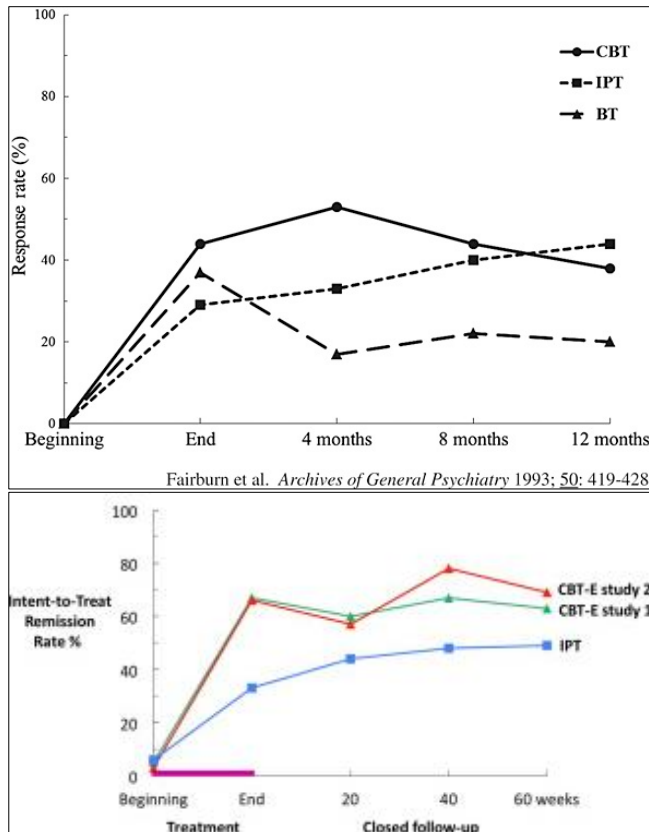 100
CBT
IPT
BT
80
60
40
20
0
Response rate (%)
Beginning End 4 months 8 months 12 months
Fairburn et al. Archives of General Psychiatry 1993; 50: 419-428
100
80
60
40
20
0
Intent-to-Treat
Remission
Rate %
CBT-E study 2
CBT-E study 1
IPT
Beginning End 20 40 60 weeks
Treatment Closed follow-up